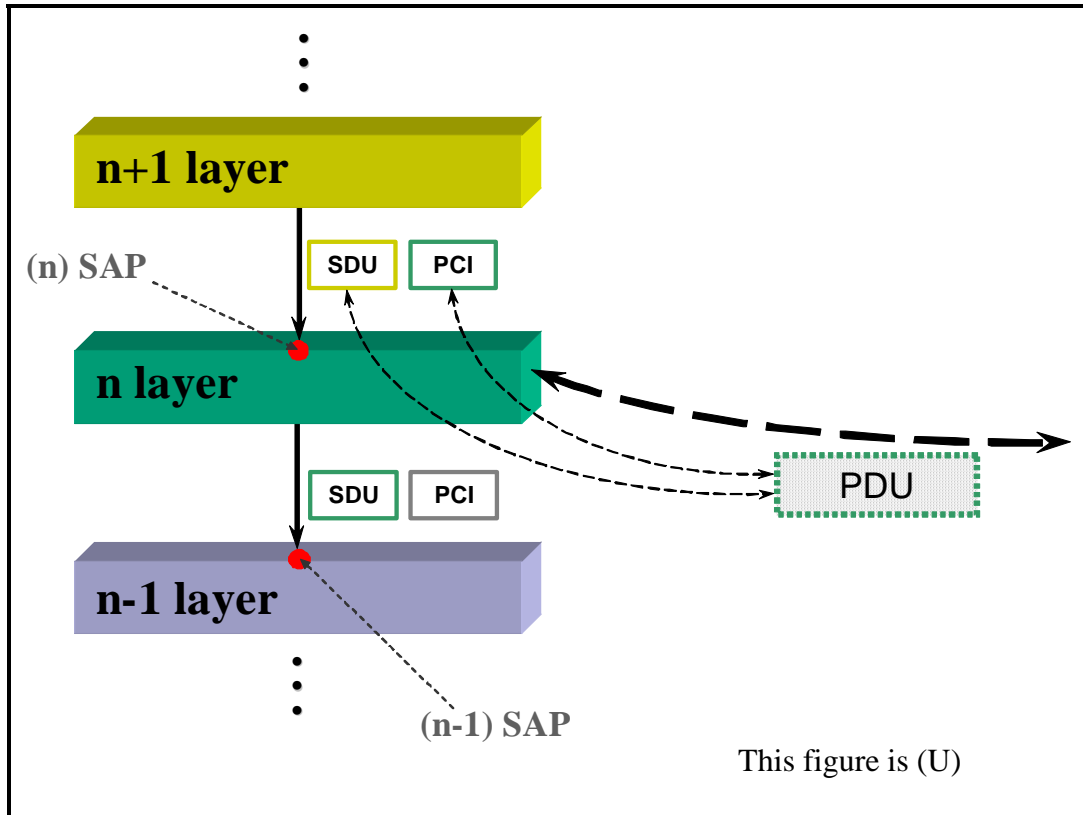 n+1 layer
(n) SAP
SDU PCI
n layer
PDU
SDU PCI
n-1 layer
(n-1) SAP
This figure is (U)